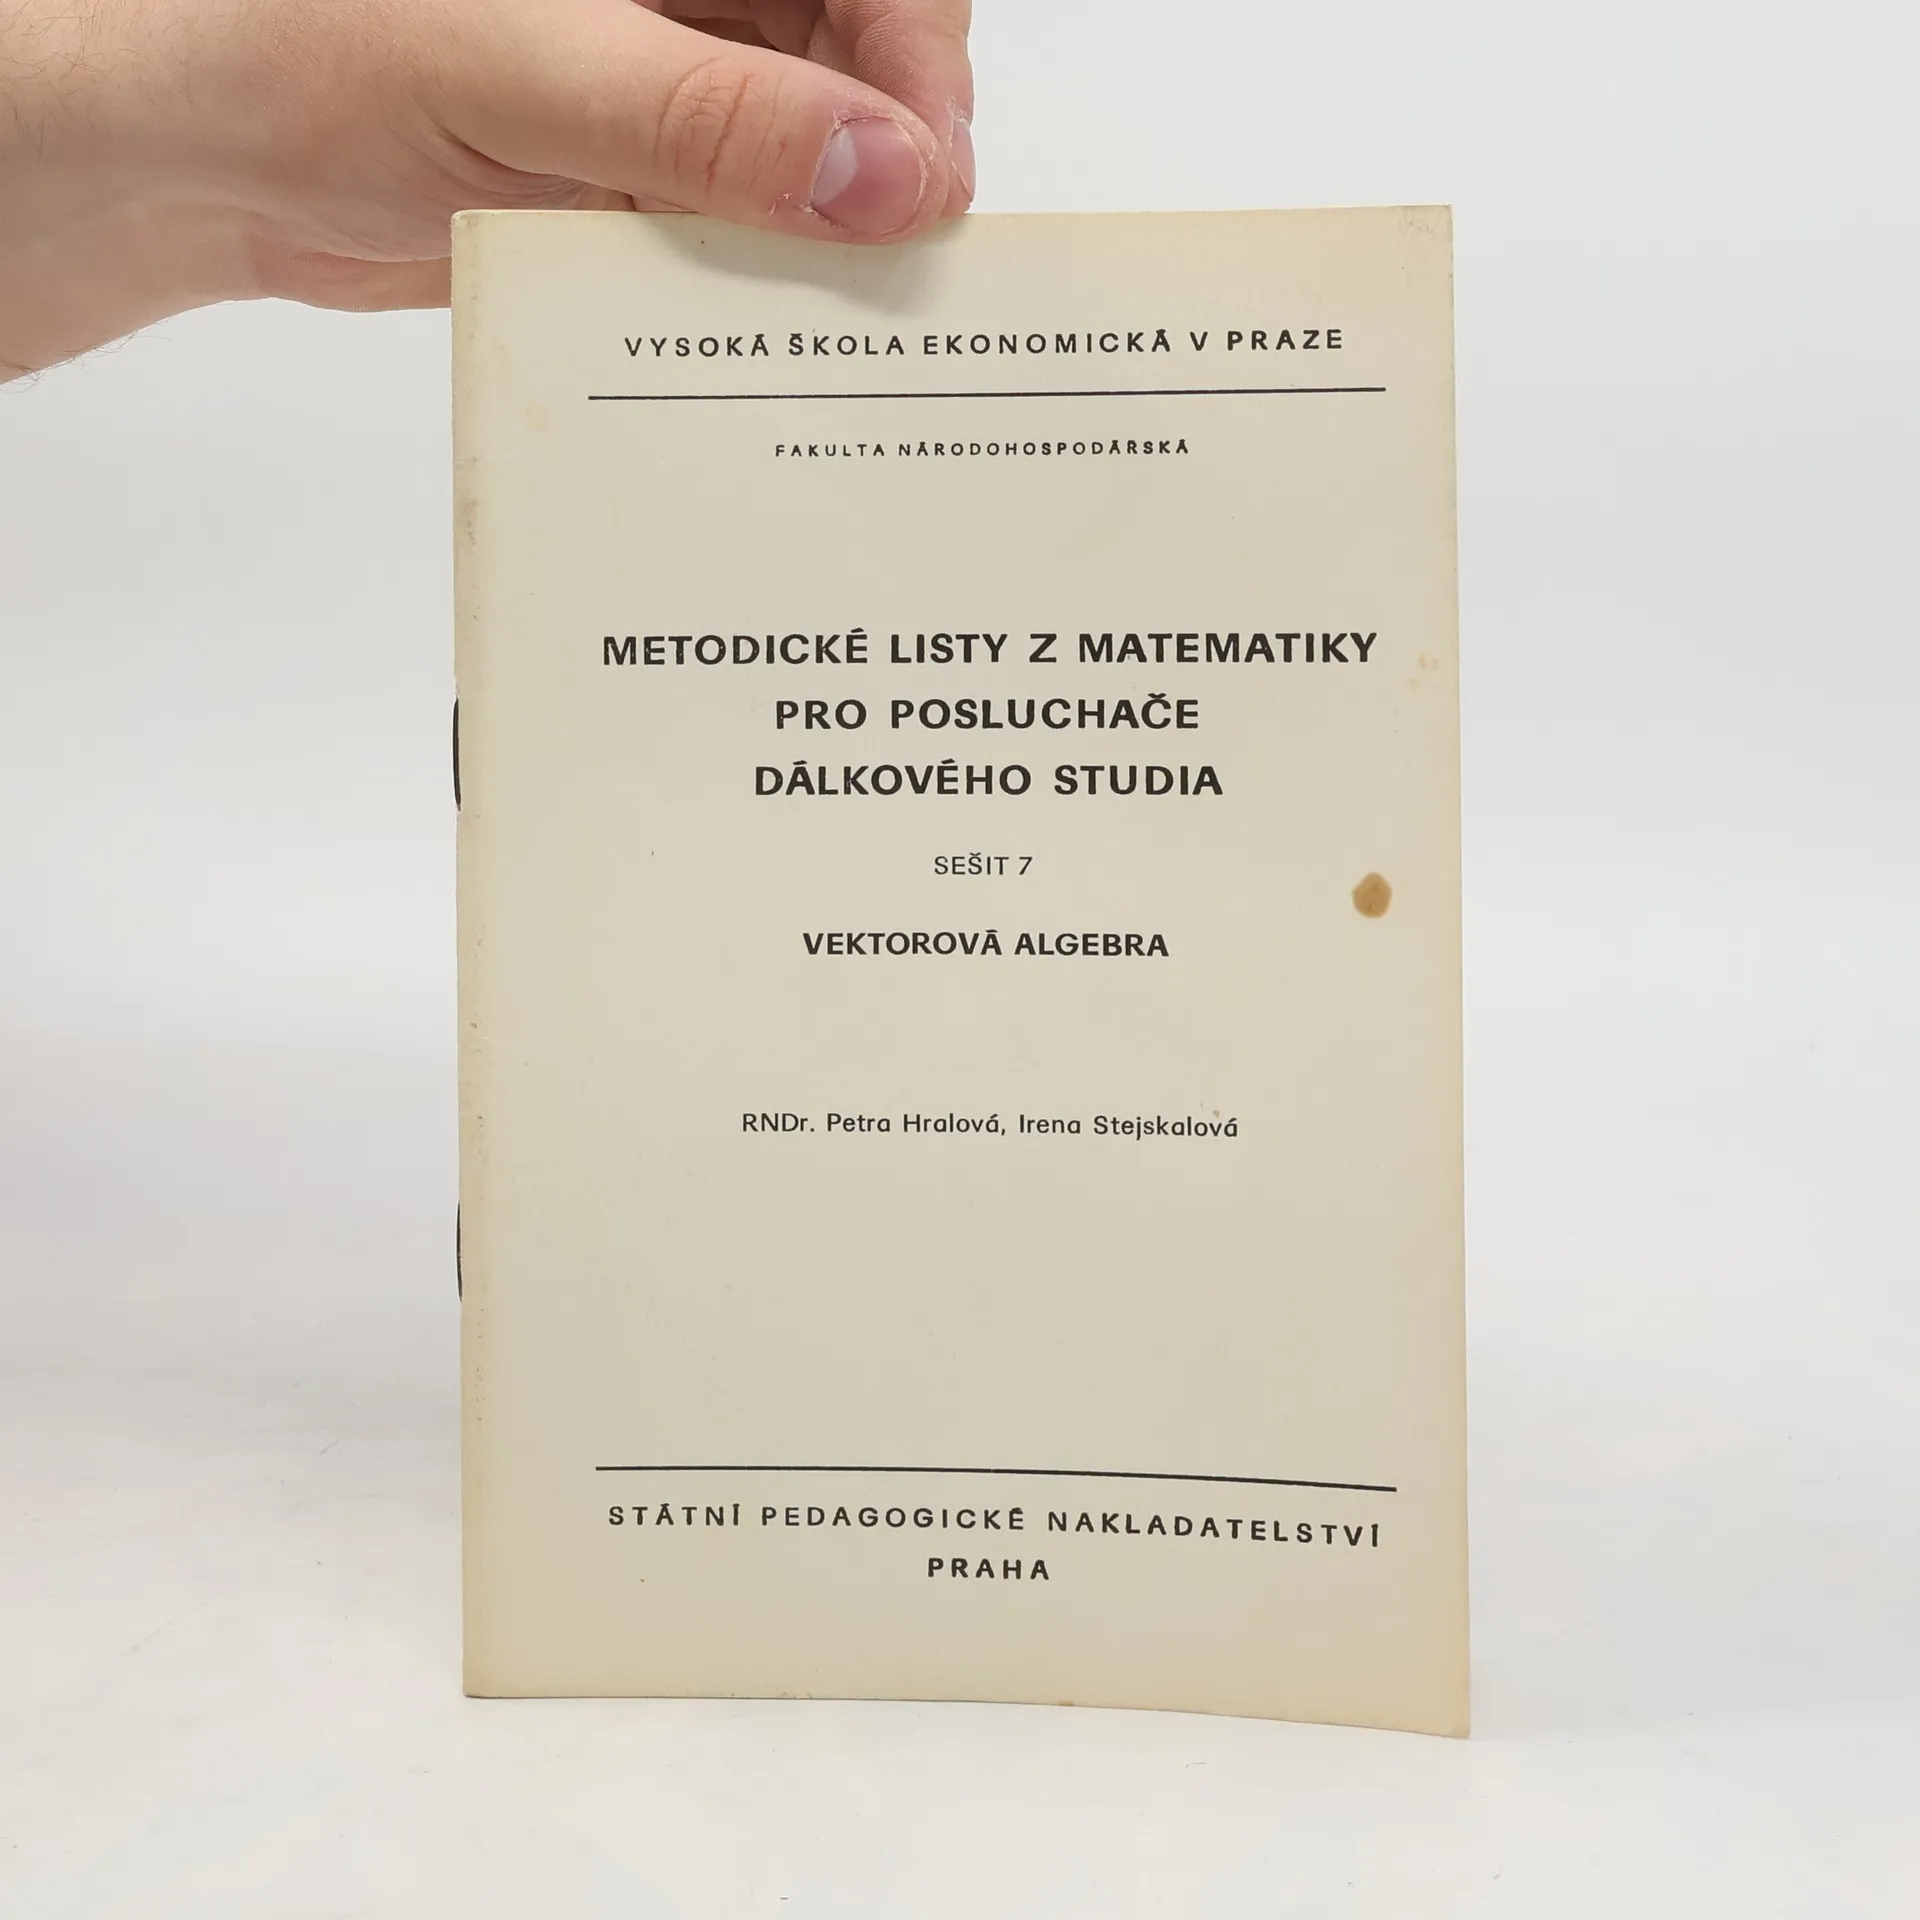 VYSOKÁ ŠKOLA EKONOMICKÁ V PRAZE
FAKULTA NÁRODOHOSPODÁŘSKÁ
METODICKÉ LISTY Z MATEMATIKY
PRO POSLUCHAČE
DÁLKOVÉHO STUDIA
SEŠIT 7
VEKTOROVÁ ALGEBRA
RNDr. Petra Hralová, Irena Stejskalová
STÁTNÍ PEDAGOGICKÉ NAKLADATELSTVÍ
PRAHA